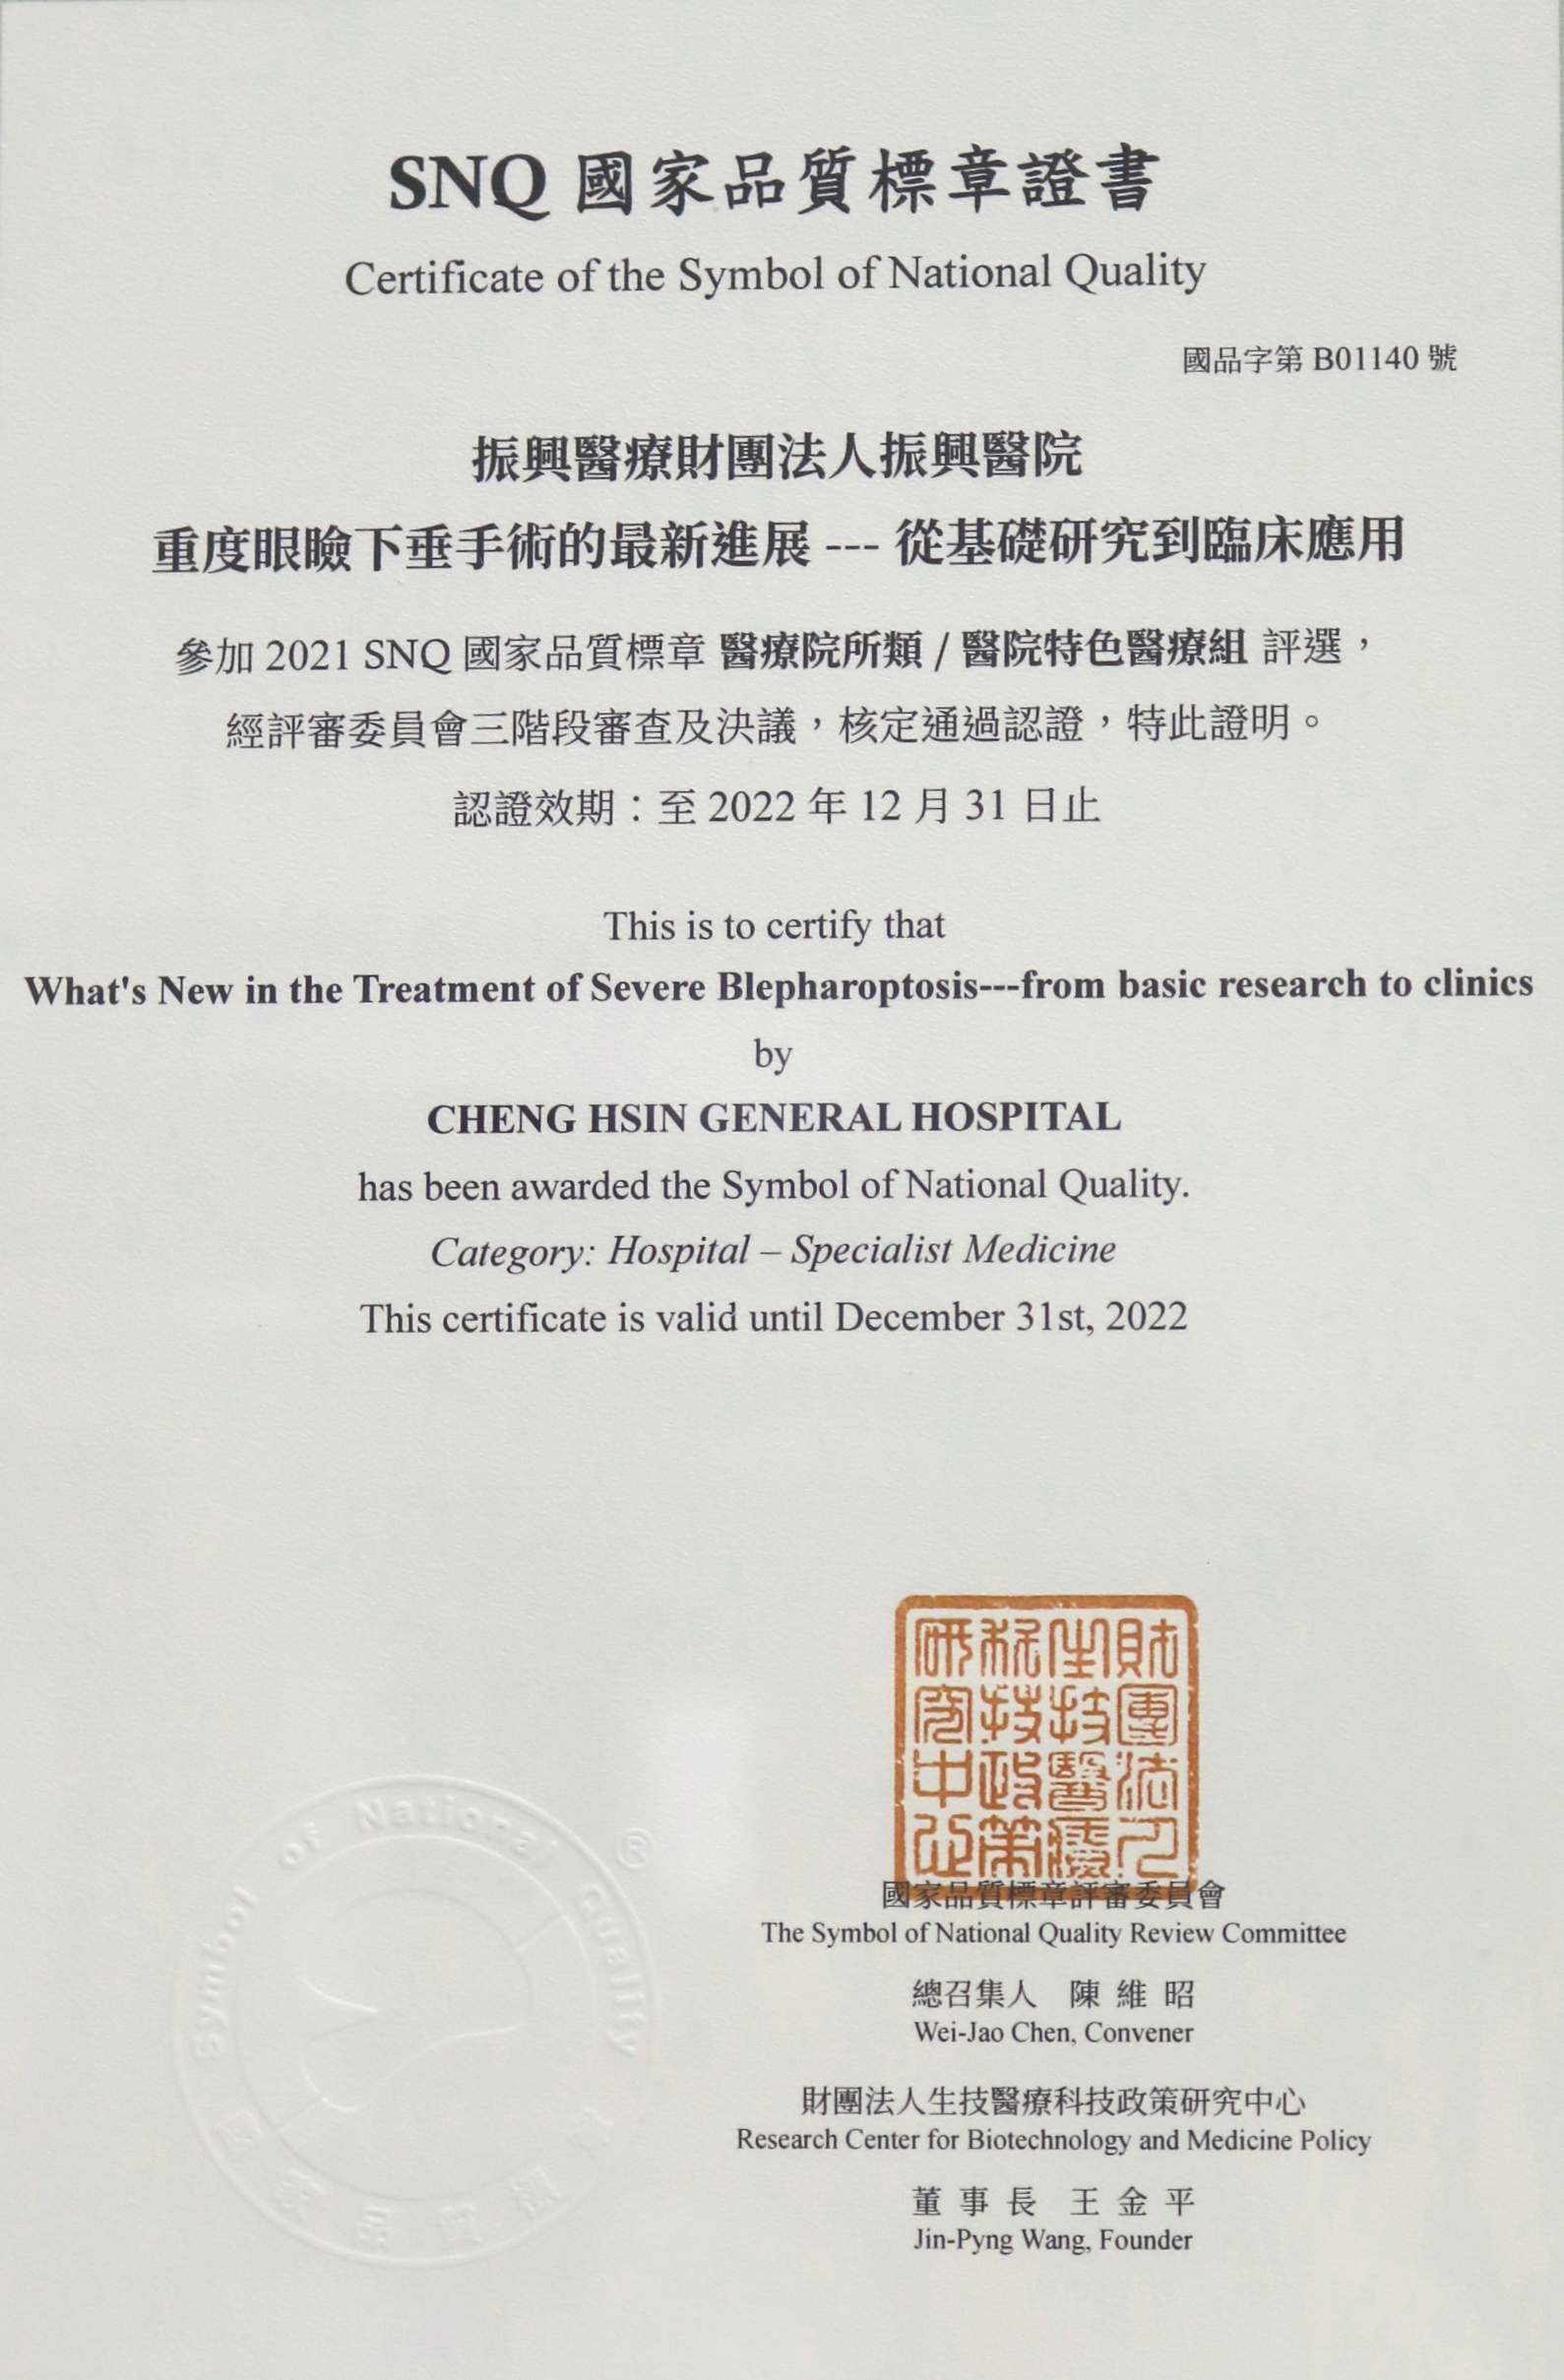 SNQ 國家品質標章證書
Certificate of the Symbol of National Quality
國品字第 B01140 號
振興醫療財團法人振興醫院
重度眼瞼下垂手術的最新進展 --- 從基礎研究到臨床應用
參加 2021 SNQ 國家品質標章 醫療院所類 / 醫院特色醫療組 評選，
經評審委員會三階段審查及決議，核定通過認證，特此證明。
認證效期：至 2022 年 12 月 31 日止
This is to certify that
What's New in the Treatment of Severe Blepharoptosis---from basic research to clinics
by
CHENG HSIN GENERAL HOSPITAL
has been awarded the Symbol of National Quality.
Category: Hospital – Specialist Medicine
This certificate is valid until December 31st, 2022
財團法人
生技醫療
科技政策
研究中心
Symbol of National Quality ®
國家品質標章
國家品質標章評審委員會
The Symbol of National Quality Review Committee
總召集人 陳 維 昭
Wei-Jao Chen, Convener
財團法人生技醫療科技政策研究中心
Research Center for Biotechnology and Medicine Policy
董 事 長 王 金 平
Jin-Pyng Wang, Founder